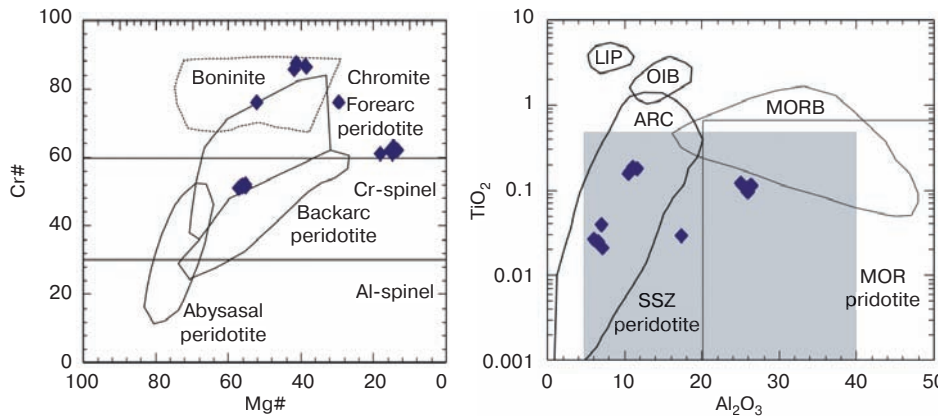 100
80
60
40
20
0
Cr#
Boninite
Chromite
Forearc
peridotite
Cr-spinel
Backarc
peridotite
Al-spinel
Abysasal
peridotite
100
80
60
40
20
0
Mg#
10
1
0.1
0.01
0.001
TiO2
LIP
OIB
ARC
MORB
SSZ
peridotite
MOR
pridotite
0
10
20
30
40
50
Al2O3